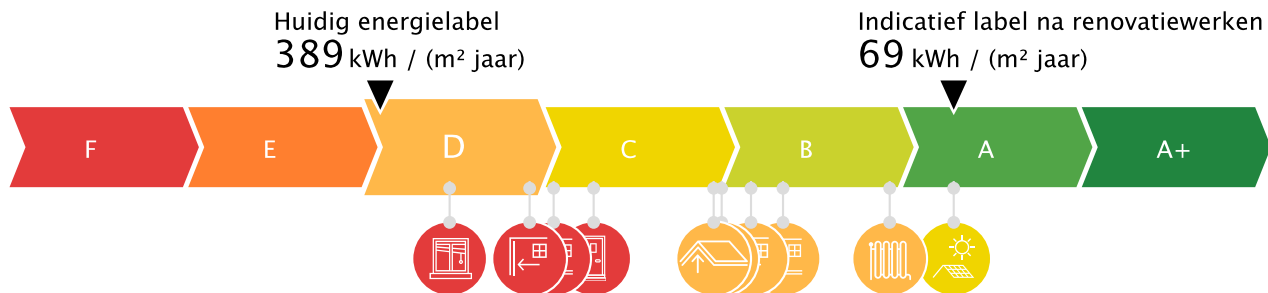 Huidig energielabel
389 kWh / (m² jaar)
Indicatief label na renovatiewerken
69 kWh / (m² jaar)
F E D C B A A+